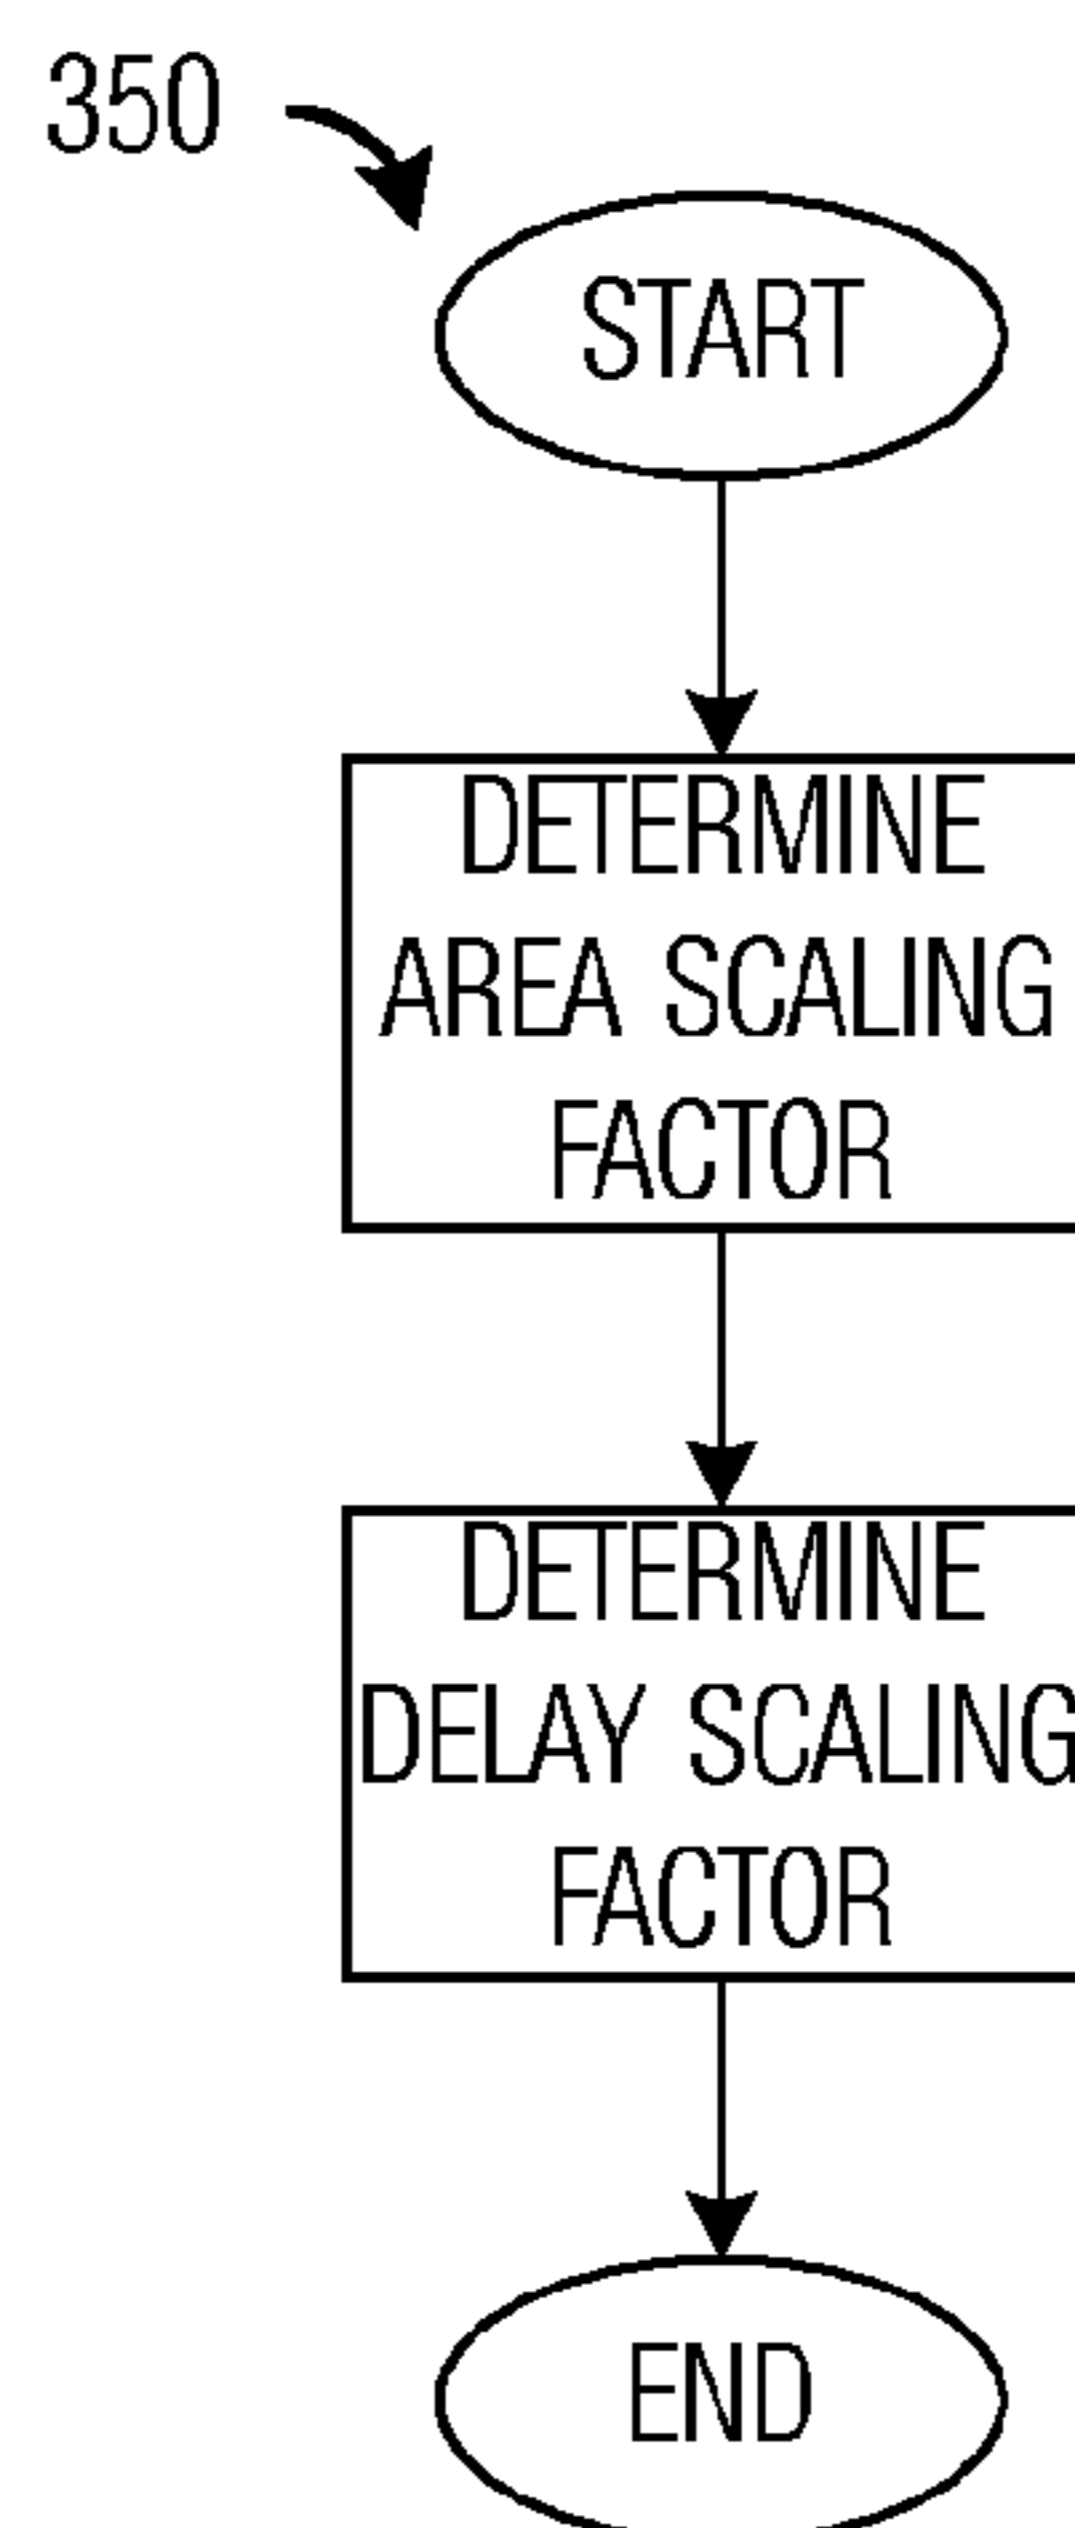 350
START
DETERMINE
AREA SCALING
FACTOR
DETERMINE
DELAY SCALING
FACTOR
END